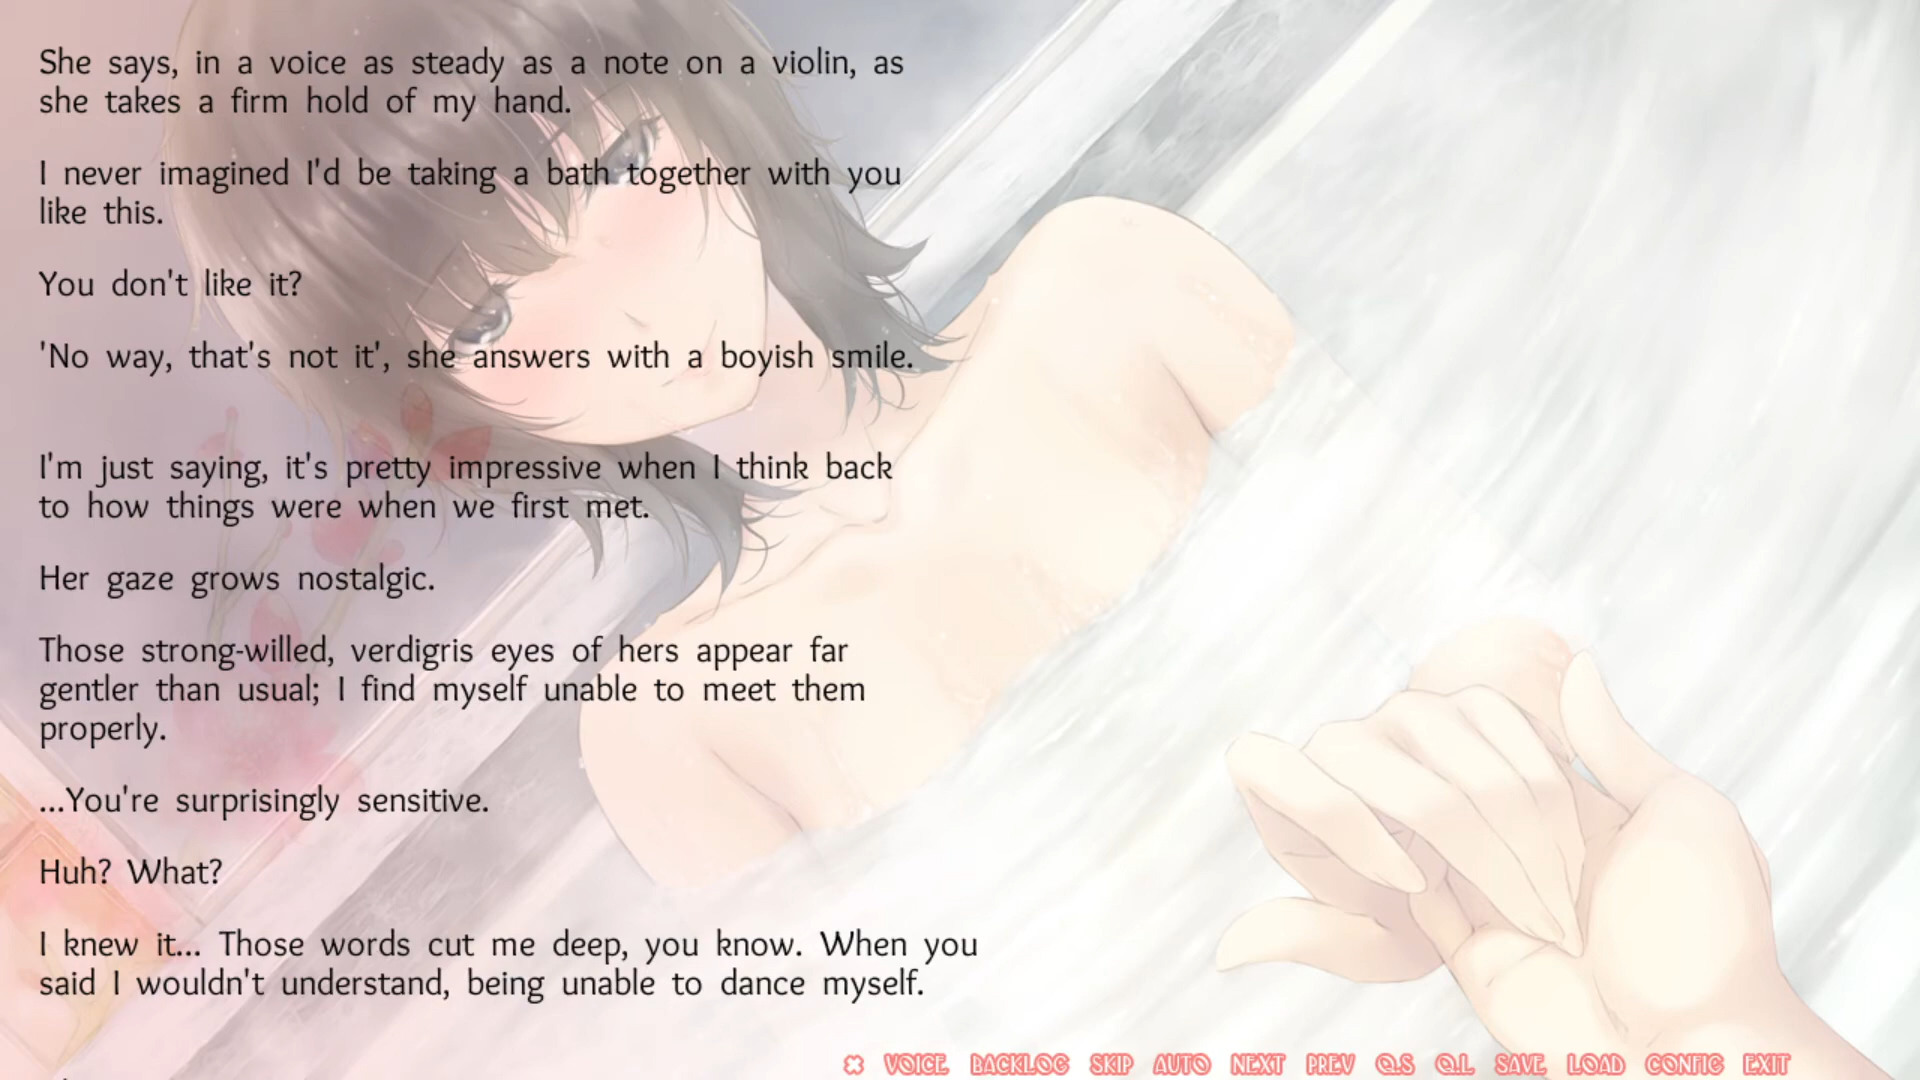 She says, in a voice as steady as a note on a violin, as
she takes a firm hold of my hand.
I never imagined I'd be taking a bath together with you
like this.
You don't like it?
'No way, that's not it', she answers with a boyish smile.
I'm just saying, it's pretty impressive when I think back
to how things were when we first met.
Her gaze grows nostalgic.
Those strong-willed, verdigris eyes of hers appear far
gentler than usual; I find myself unable to meet them
properly.
...You're surprisingly sensitive.
Huh? What?
I knew it... Those words cut me deep, you know. When you
said I wouldn't understand, being unable to dance myself.
VOICE BACKLOG SKIP AUTO NEXT PREV Q.S Q.L SAVE LOAD CONFIG EXIT